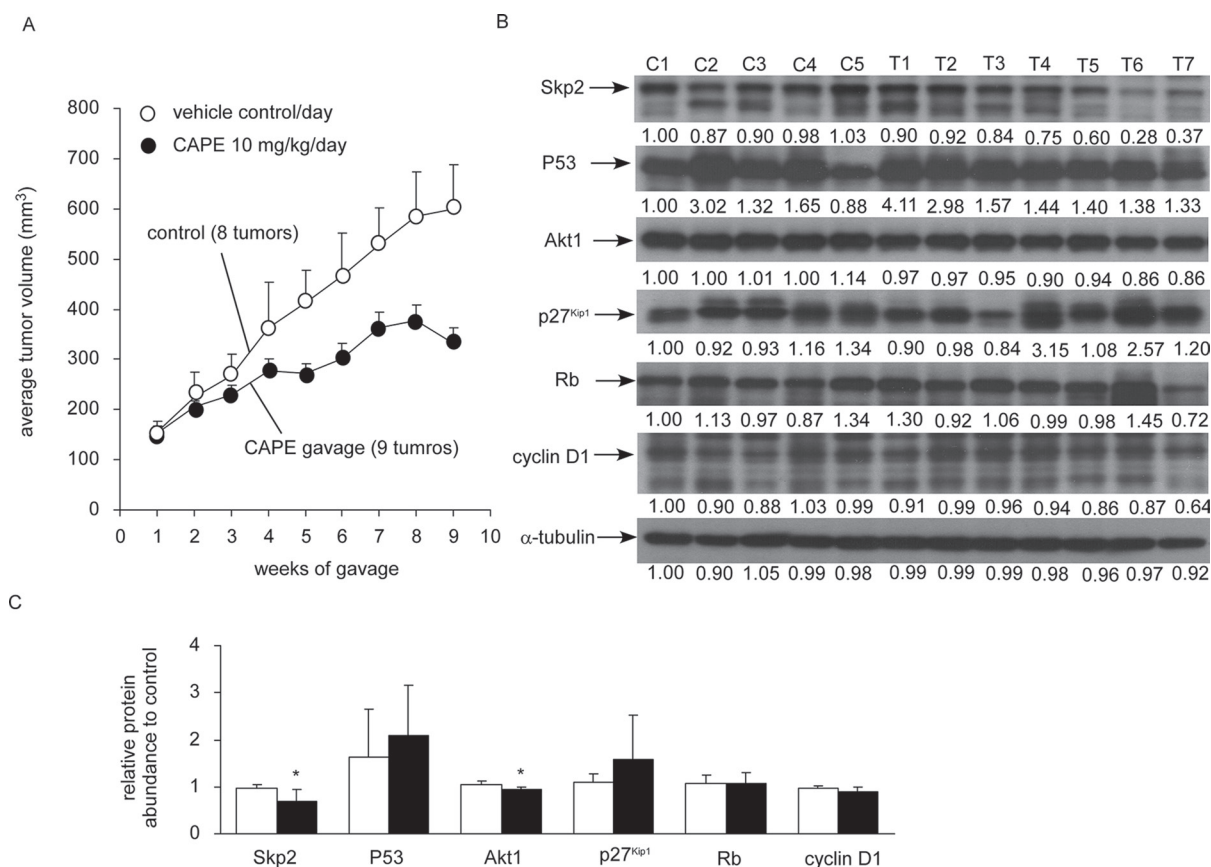 A
800
700
600
500
400
300
200
100
0
average tumor volume (mm³)
vehicle control/day
CAPE 10 mg/kg/day
control (8 tumors)
CAPE gavage (9 tumros)
0 1 2 3 4 5 6 7 8 9 10
weeks of gavage
B
C1 C2 C3 C4 C5 T1 T2 T3 T4 T5 T6 T7
Skp2
1.00 0.87 0.90 0.98 1.03 0.90 0.92 0.84 0.75 0.60 0.28 0.37
P53
1.00 3.02 1.32 1.65 0.88 4.11 2.98 1.57 1.44 1.40 1.38 1.33
Akt1
1.00 1.00 1.01 1.00 1.14 0.97 0.97 0.95 0.90 0.94 0.86 0.86
p27ᴷⁱᵖ¹
1.00 0.92 0.93 1.16 1.34 0.90 0.98 0.84 3.15 1.08 2.57 1.20
Rb
1.00 1.13 0.97 0.87 1.34 1.30 0.92 1.06 0.99 0.98 1.45 0.72
cyclin D1
1.00 0.90 0.88 1.03 0.99 0.91 0.99 0.96 0.94 0.86 0.87 0.64
α-tubulin
1.00 0.90 1.05 0.99 0.98 0.99 0.99 0.99 0.98 0.96 0.97 0.92
C
relative protein
abundance to control
4
3
2
1
0
* *
Skp2 P53 Akt1 p27ᴷⁱᵖ¹ Rb cyclin D1